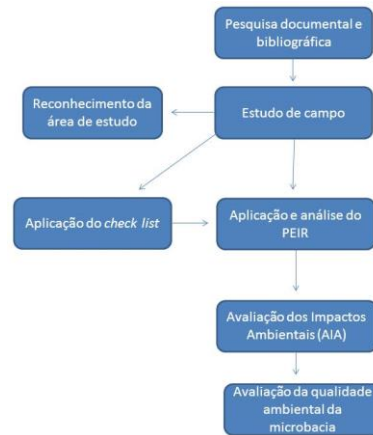 Pesquisa documental e
bibliográfica
Reconhecimento da
área de estudo
Estudo de campo
Aplicação do check list
Aplicação e análise do
PEIR
Avaliação dos Impactos
Ambientais (AIA)
Avaliação da qualidade
ambiental da
microbacia